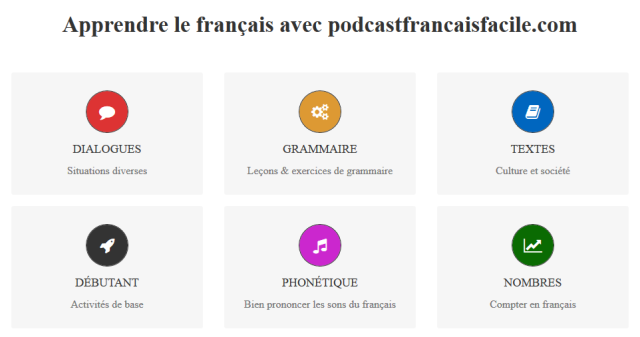 Apprendre le français avec podcastfrancaisfacile.com
DIALOGUES
Situations diverses
GRAMMAIRE
Leçons & exercices de grammaire
TEXTES
Culture et société
DÉBUTANT
Activités de base
PHONÉTIQUE
Bien prononcer les sons du français
NOMBRES
Compter en français